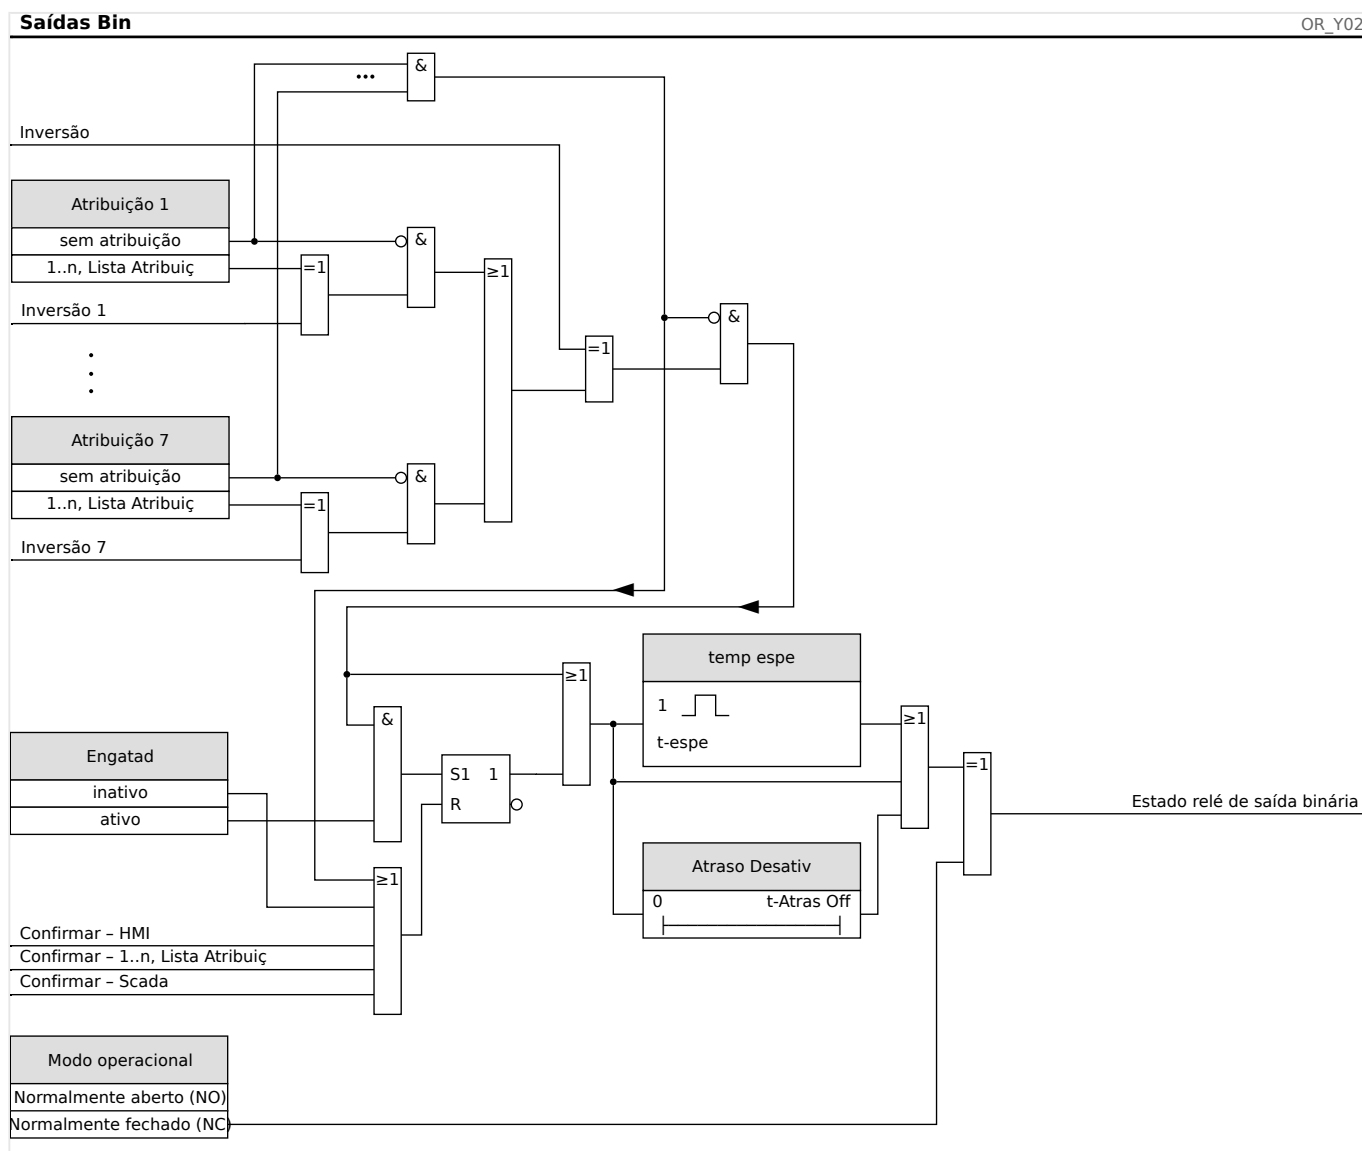 Saídas Bin
OR_Y02
&
...
Inversão
Atribuição 1
sem atribuição
&
1..n, Lista Atribuiç
=1
≥1
Inversão 1
&
=1
Atribuição 7
sem atribuição
&
1..n, Lista Atribuiç
=1
Inversão 7
temp espe
≥1
1
t-espe
&
≥1
Engatad
inativo
ativo
S1 1
R
=1
Estado relé de saída binária
Atraso Desativ
0 t-Atras Off
≥1
Confirmar – HMI
Confirmar – 1..n, Lista Atribuiç
Confirmar – Scada
Modo operacional
Normalmente aberto (NO)
Normalmente fechado (NC)